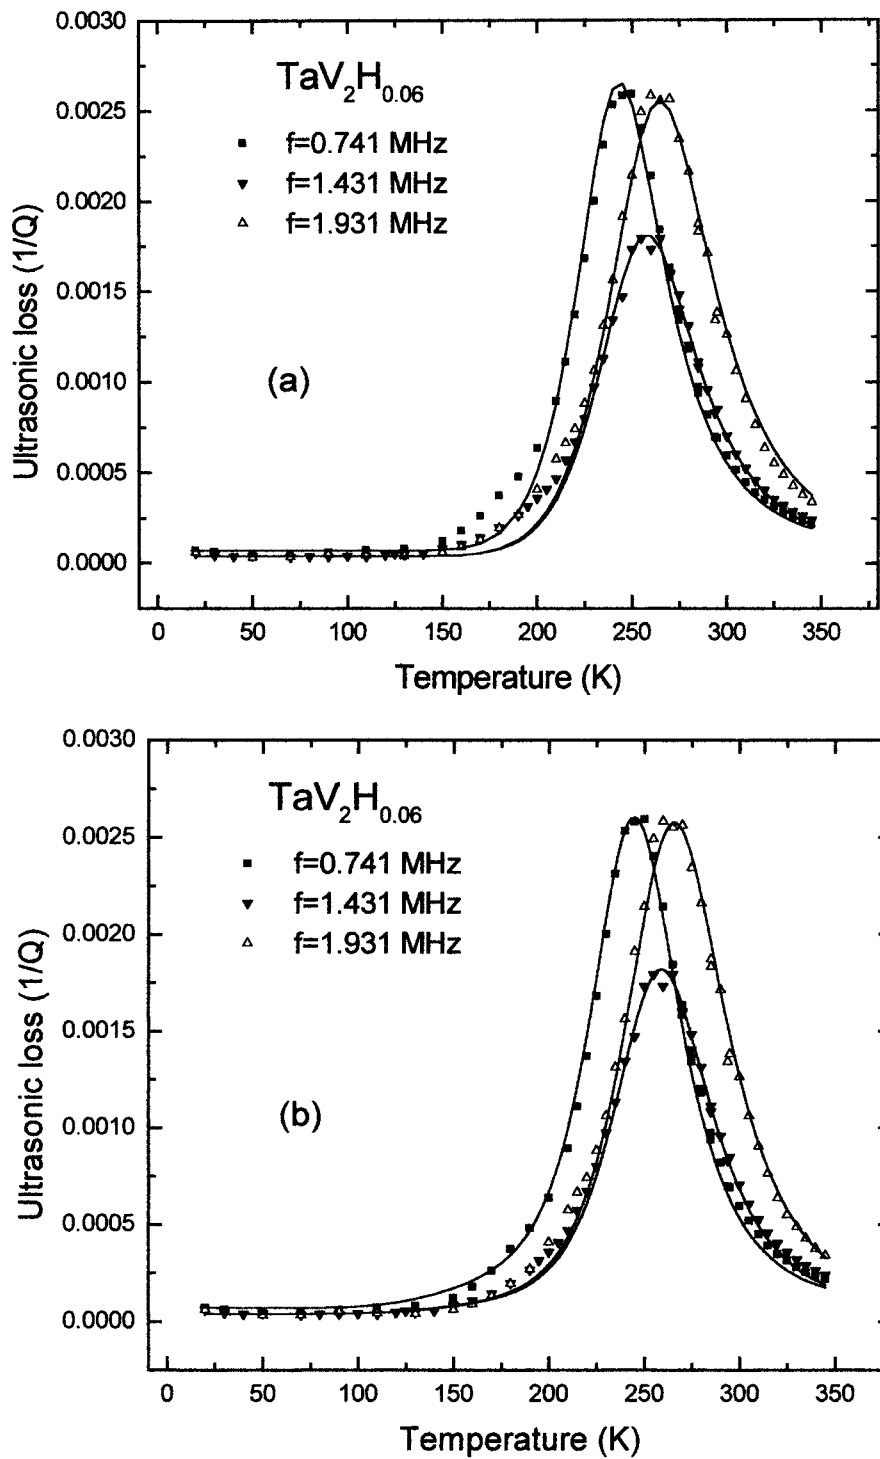 0.0030
0.0025
0.0020
0.0015
0.0010
0.0005
0.0000
Ultrasonic loss (1/Q)
TaV2H0.06
f=0.741 MHz
f=1.431 MHz
f=1.931 MHz
(a)
0 50 100 150 200 250 300 350
Temperature (K)
0.0030
0.0025
0.0020
0.0015
0.0010
0.0005
0.0000
Ultrasonic loss (1/Q)
TaV2H0.06
f=0.741 MHz
f=1.431 MHz
f=1.931 MHz
(b)
0 50 100 150 200 250 300 350
Temperature (K)